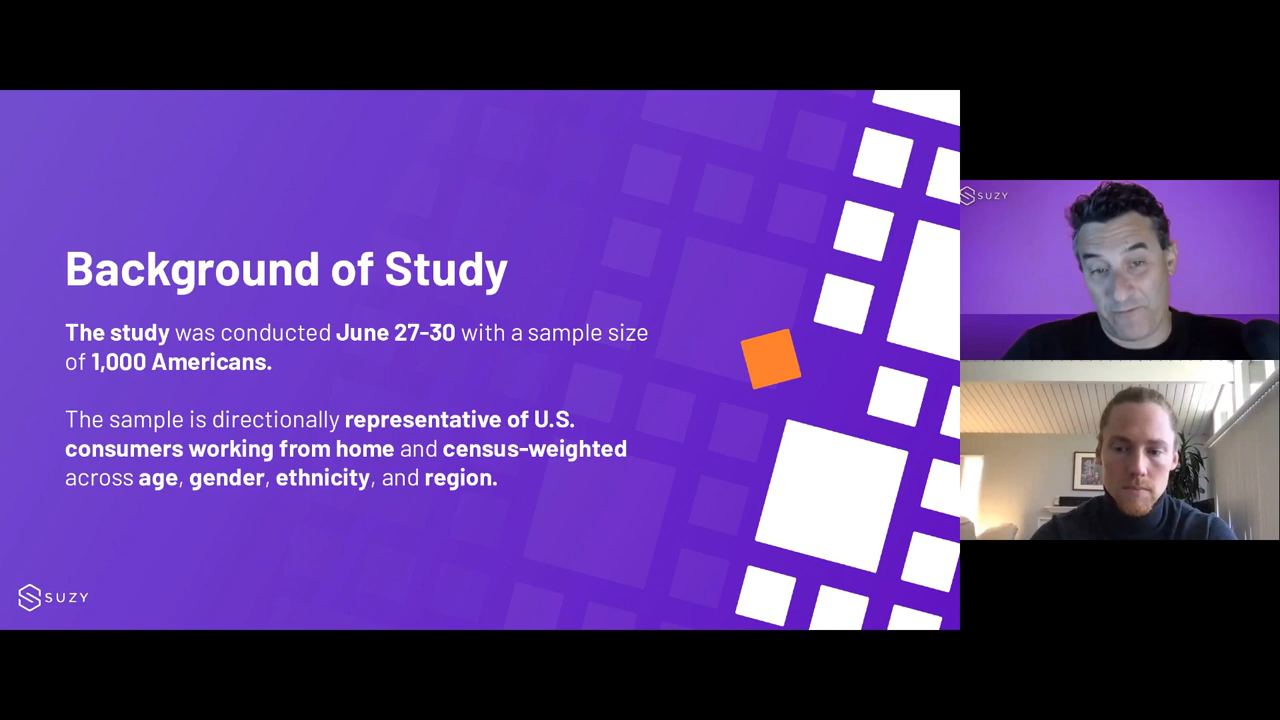 Background of Study
The study was conducted June 27-30 with a sample size
of 1,000 Americans.
The sample is directionally representative of U.S.
consumers working from home and census-weighted
across age, gender, ethnicity, and region.
SUZY
SUZY